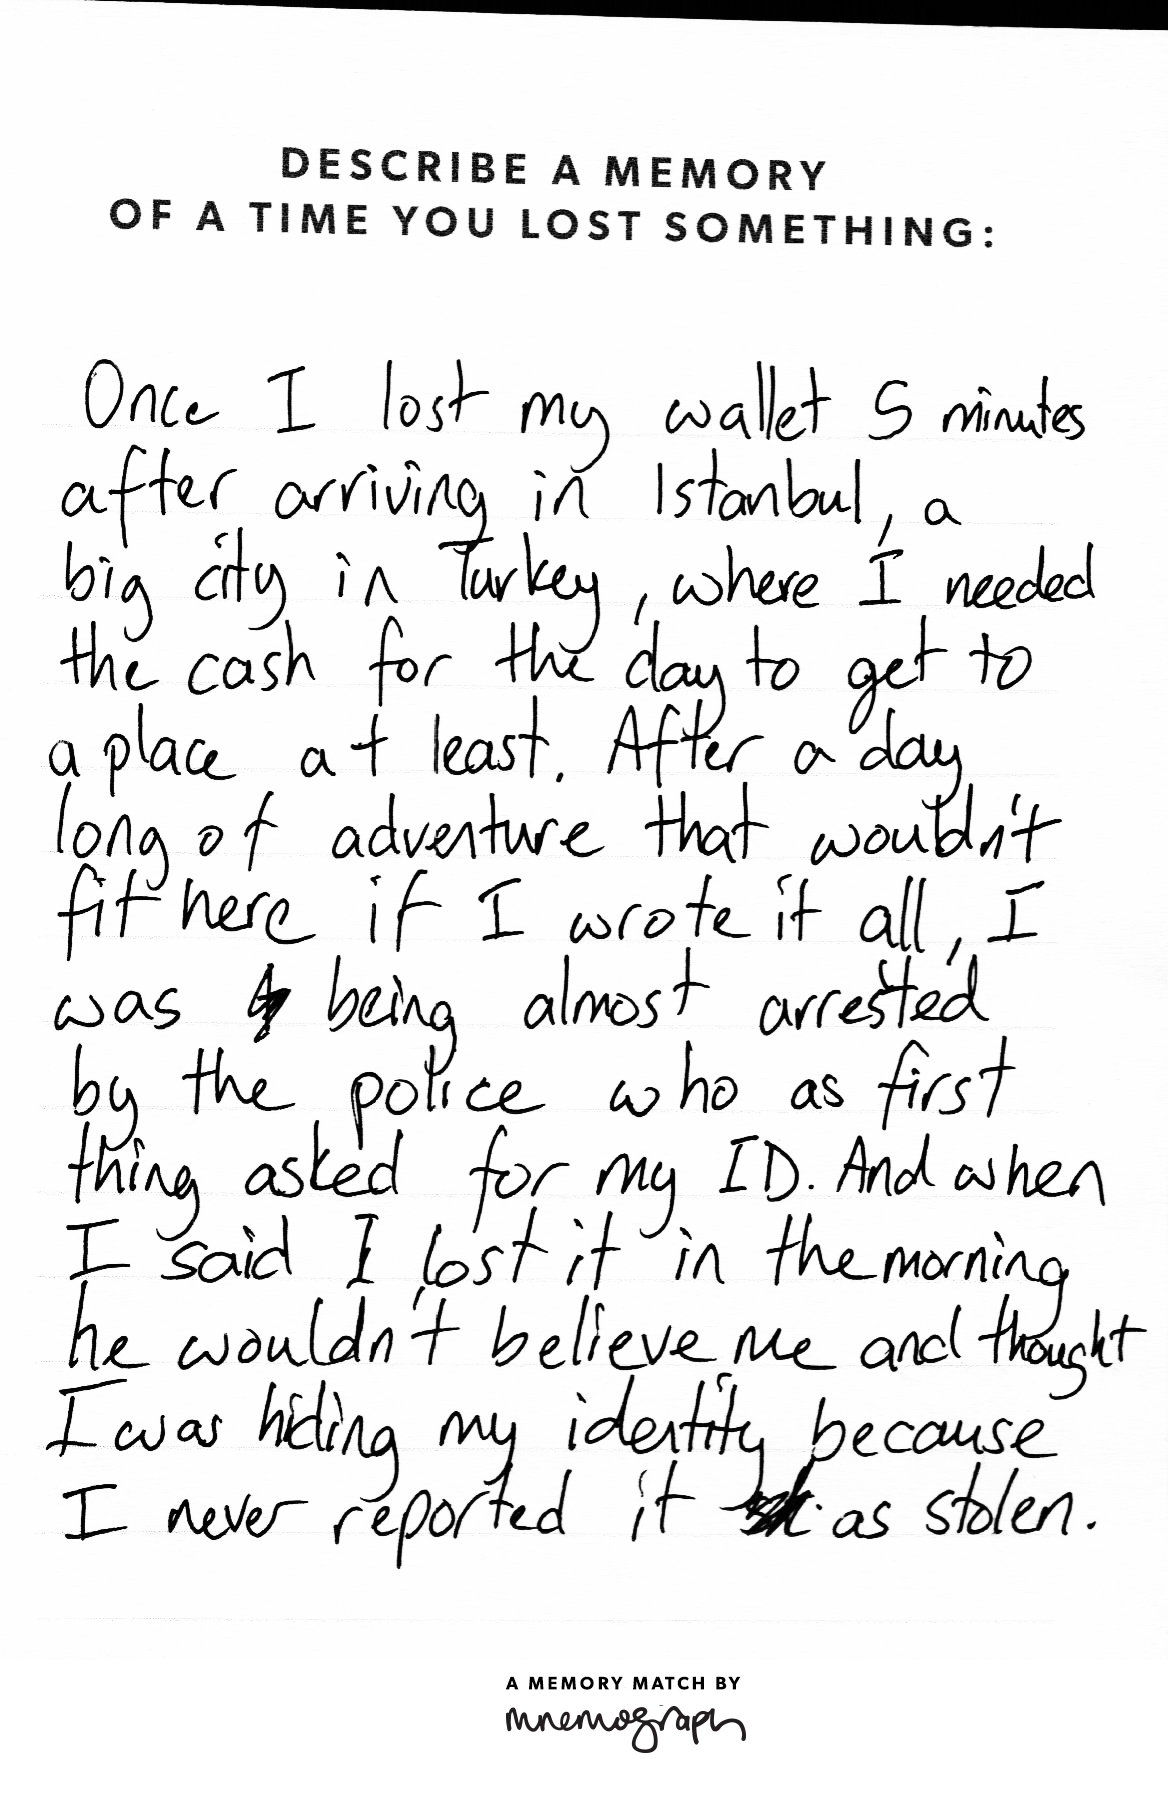 DESCRIBE A MEMORY
OF A TIME YOU LOST SOMETHING:
Once I lost my wallet 5 minutes
after arriving in Istanbul, a
big city in Turkey, where I needed
the cash for the day to get to
a place at least. After a day
long of adventure that wouldn't
fit here if I wrote it all, I
was being almost arrested
by the police who as first
thing asked for my ID. And when
I said I lost it in the morning
he wouldn't believe me and thought
I was hiding my identity because
I never reported it as stolen.
A MEMORY MATCH BY
mnemograph